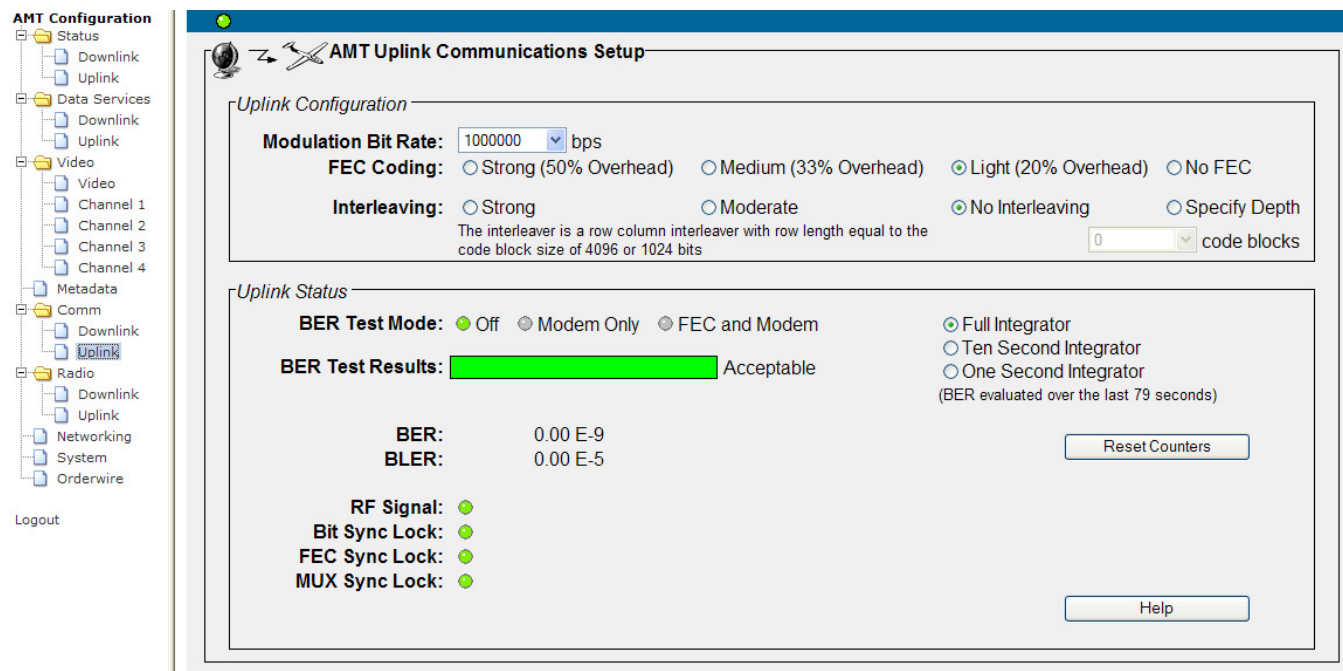 AMT Configuration
Status
Downlink
Uplink
Data Services
Downlink
Uplink
Video
Video
Channel 1
Channel 2
Channel 3
Channel 4
Metadata
Comm
Downlink
Uplink
Radio
Downlink
Uplink
Networking
System
Orderwire
Logout
AMT Uplink Communications Setup
Uplink Configuration
Modulation Bit Rate: 1000000 bps
FEC Coding: Strong (50% Overhead) Medium (33% Overhead) Light (20% Overhead) No FEC
Interleaving: Strong Moderate No Interleaving Specify Depth
The interleaver is a row column interleaver with row length equal to the
code block size of 4096 or 1024 bits
0 code blocks
Uplink Status
BER Test Mode: Off Modem Only FEC and Modem
Full Integrator
Ten Second Integrator
BER Test Results: Acceptable
One Second Integrator
(BER evaluated over the last 79 seconds)
BER: 0.00 E-9
BLER: 0.00 E-5
Reset Counters
RF Signal:
Bit Sync Lock:
FEC Sync Lock:
MUX Sync Lock:
Help